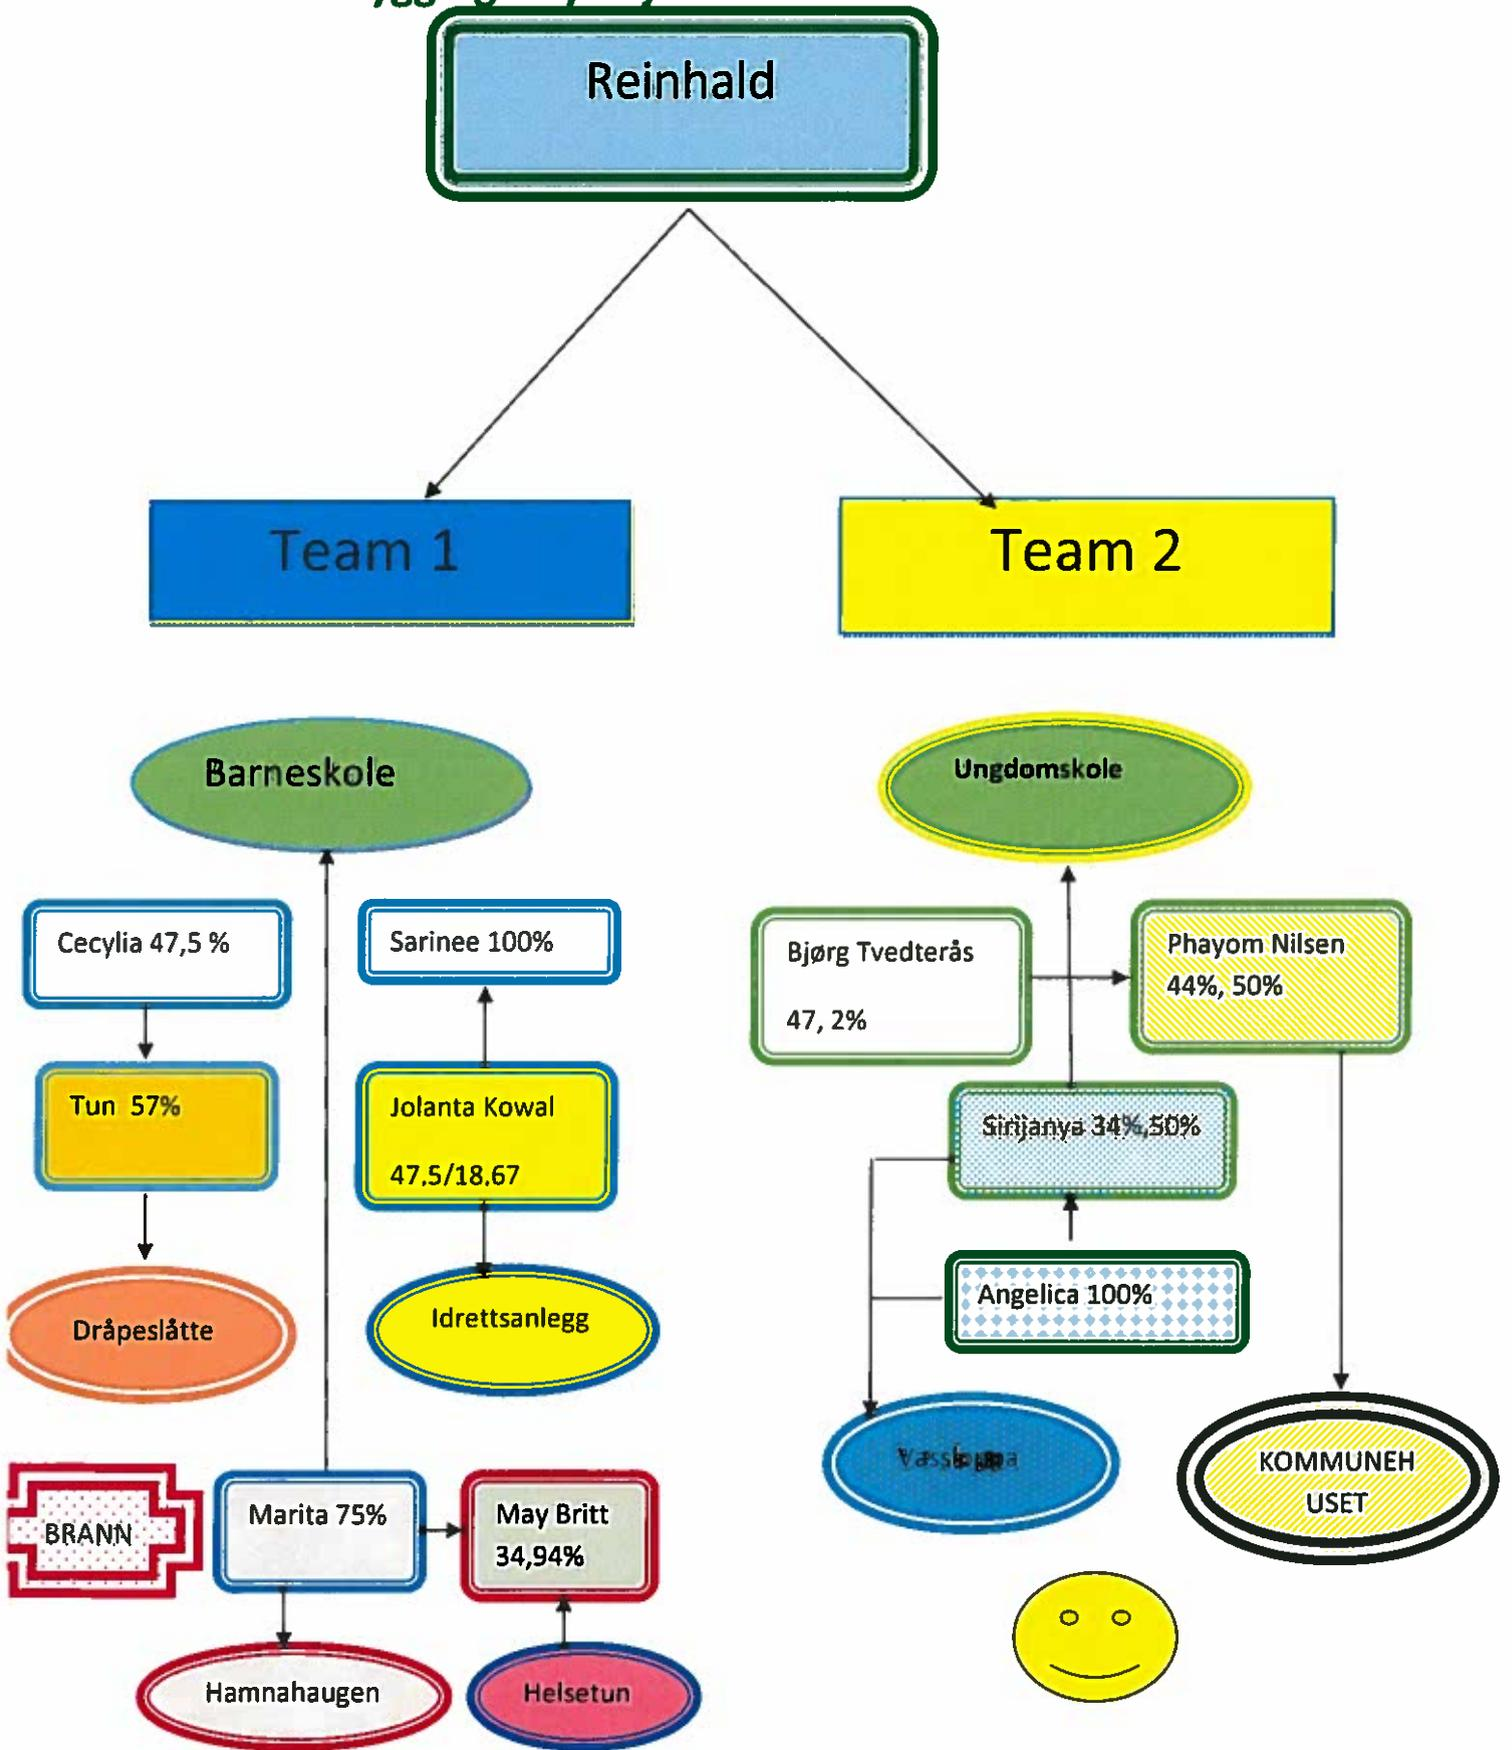 Reinhald
Team 1
Team 2
Barneskole
Ungdomskole
Cecylia 47,5 %
Sarinee 100%
Bjørg Tvedterås
47, 2%
Phayom Nilsen
44%, 50%
Tun 57%
Jolanta Kowal
47,5/18,67
Sirijanya 34%,50%
Angelica 100%
Dråpeslåtte
Idrettsanlegg
KOMMUNEH
USET
BRANN
Marita 75%
May Britt
34,94%
Hamnahaugen
Helsetun